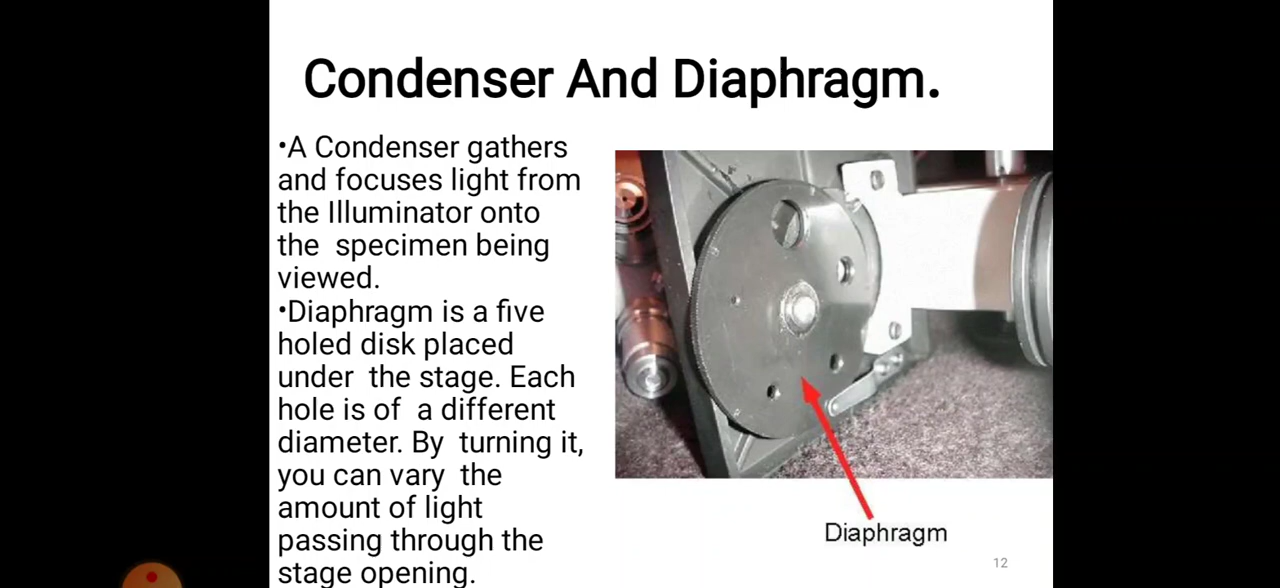 Condenser And Diaphragm.
•A Condenser gathers
and focuses light from
the Illuminator onto
the  specimen being
viewed.
•Diaphragm is a five
holed disk placed
under  the stage. Each
hole is of  a different
diameter. By  turning it,
you can vary  the
amount of light
passing through the
stage opening.
Diaphragm
12